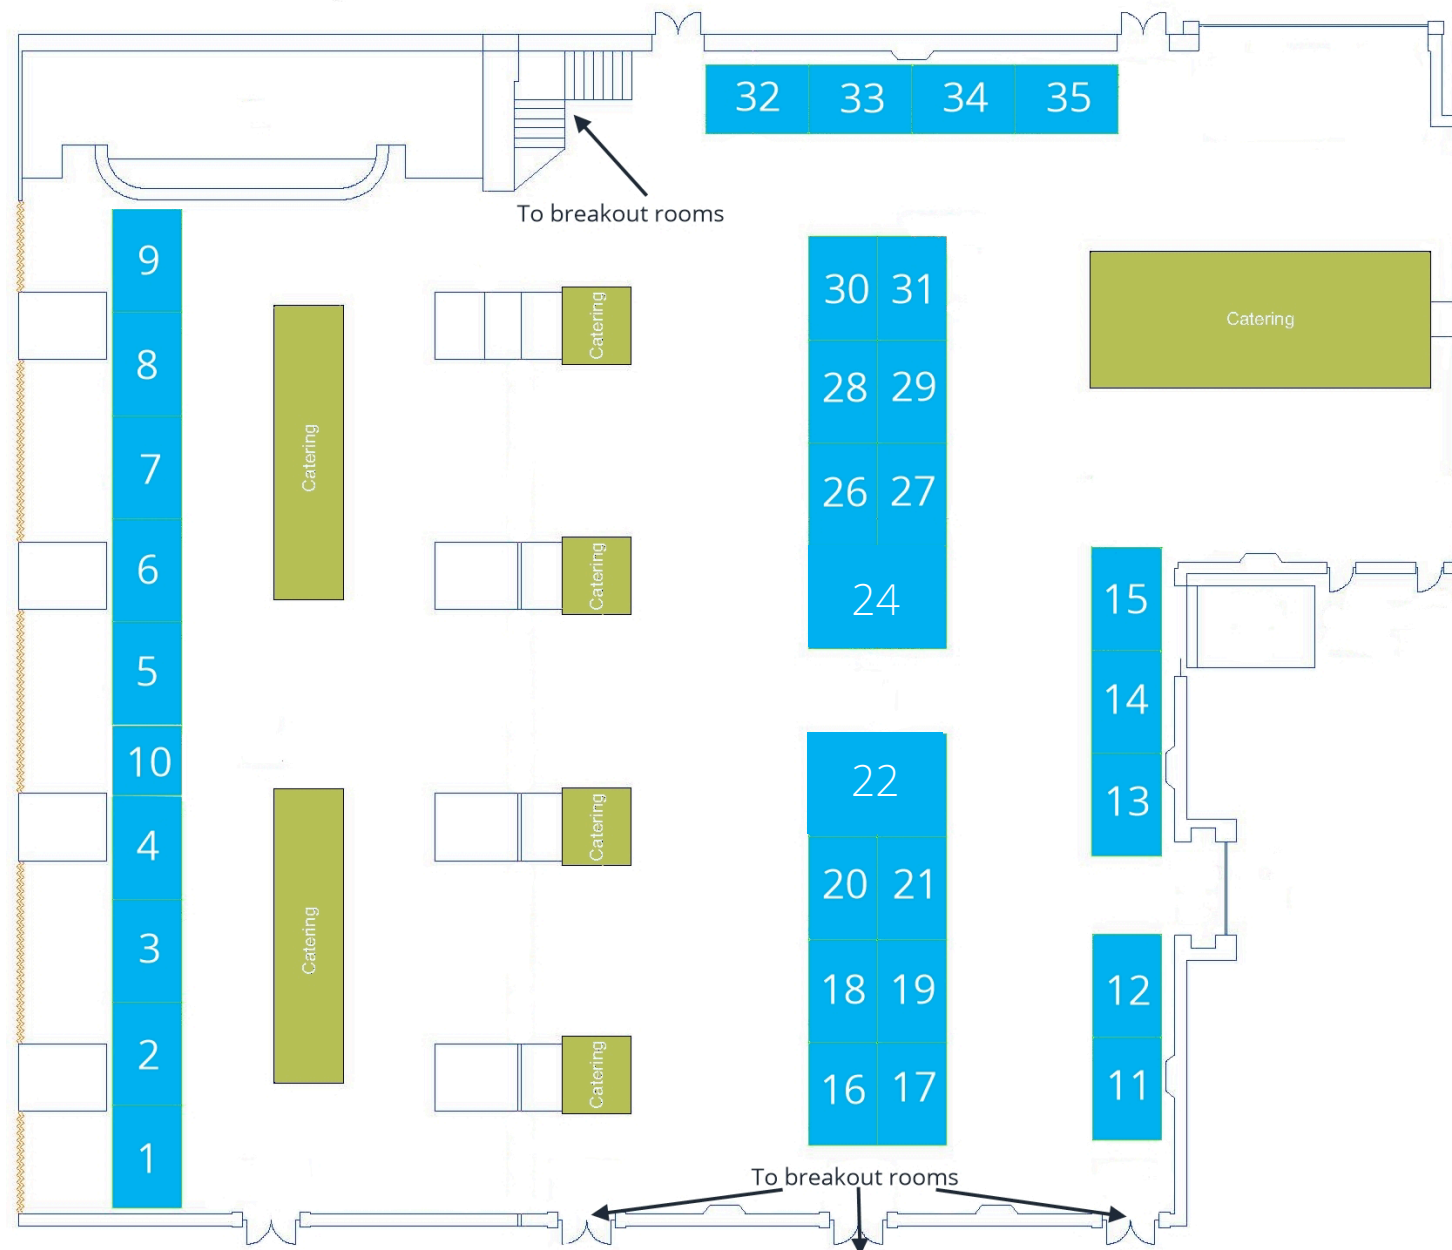 32 33 34 35
To breakout rooms
9
8
7
6
5
10
4
3
2
1
Catering
Catering
Catering
Catering
Catering
Catering
30 31
28 29
26 27
24
22
20 21
18 19
16 17
Catering
15
14
13
12
11
To breakout rooms